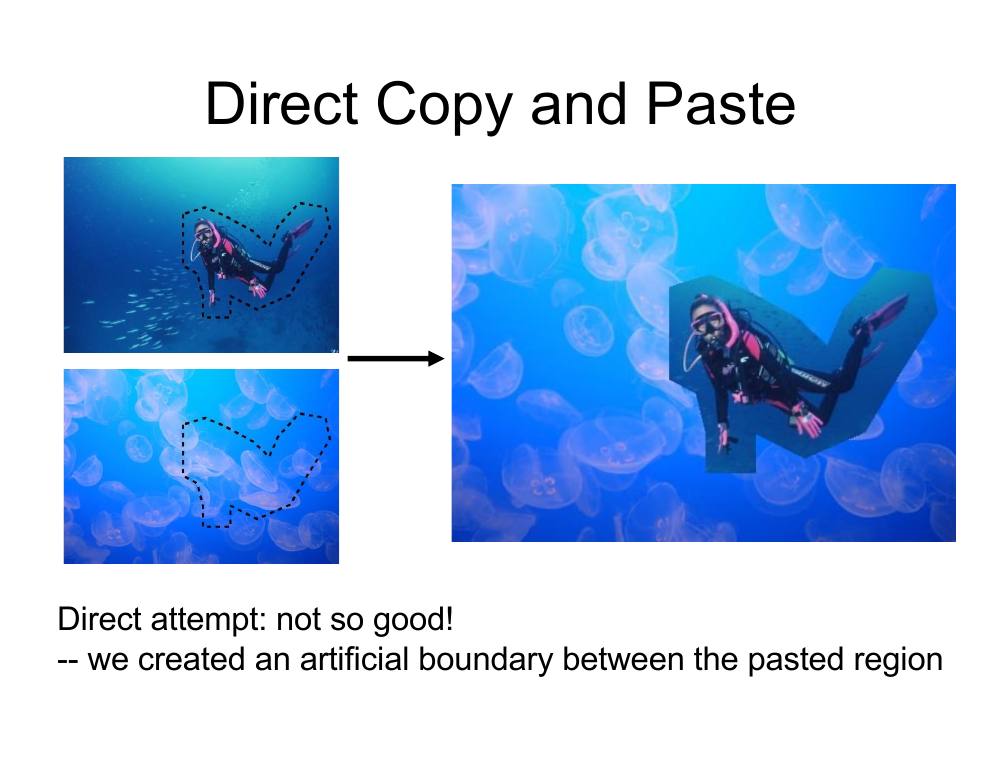 Direct Copy and Paste
Direct attempt: not so good!
-- we created an artificial boundary between the pasted region